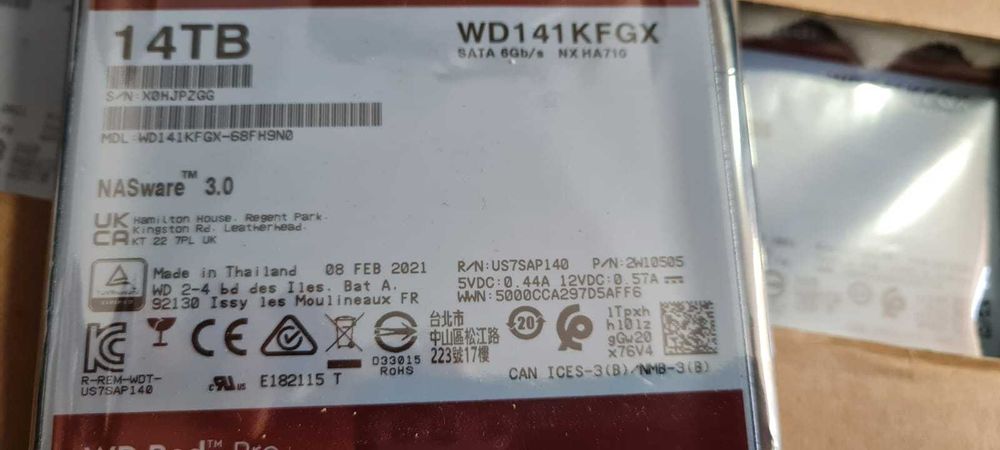 14TB
WD141KFGX
SATA 6Gb/s NX HA710
S/N: X0HJPZGG
MDL: WD141KFGX-68FH9N0
NASware™ 3.0
UK
CA
Hamilton House, Regent Park.
Kingston Rd. Leatherhead.
KT 22 7PL UK
Made in Thailand 08 FEB 2021
WD 2-4 bd des Iles. Bat A.
92130 Issy les Moulineaux FR
R/N: US7SAP140 P/N: 2W10505
5VDC: 0.44A 12VDC: 0.57A
WWN: 5000CCA297D5AFF6
R-REM-WDT-
US7SAP140
E182115 T
D33015
RoHS
台北市
中山區松江路
223號17樓
20
1Tpxh
h101z
gGw20
x76V4
CAN ICES-3(B)/NMB-3(B)
WD Red™ Pro